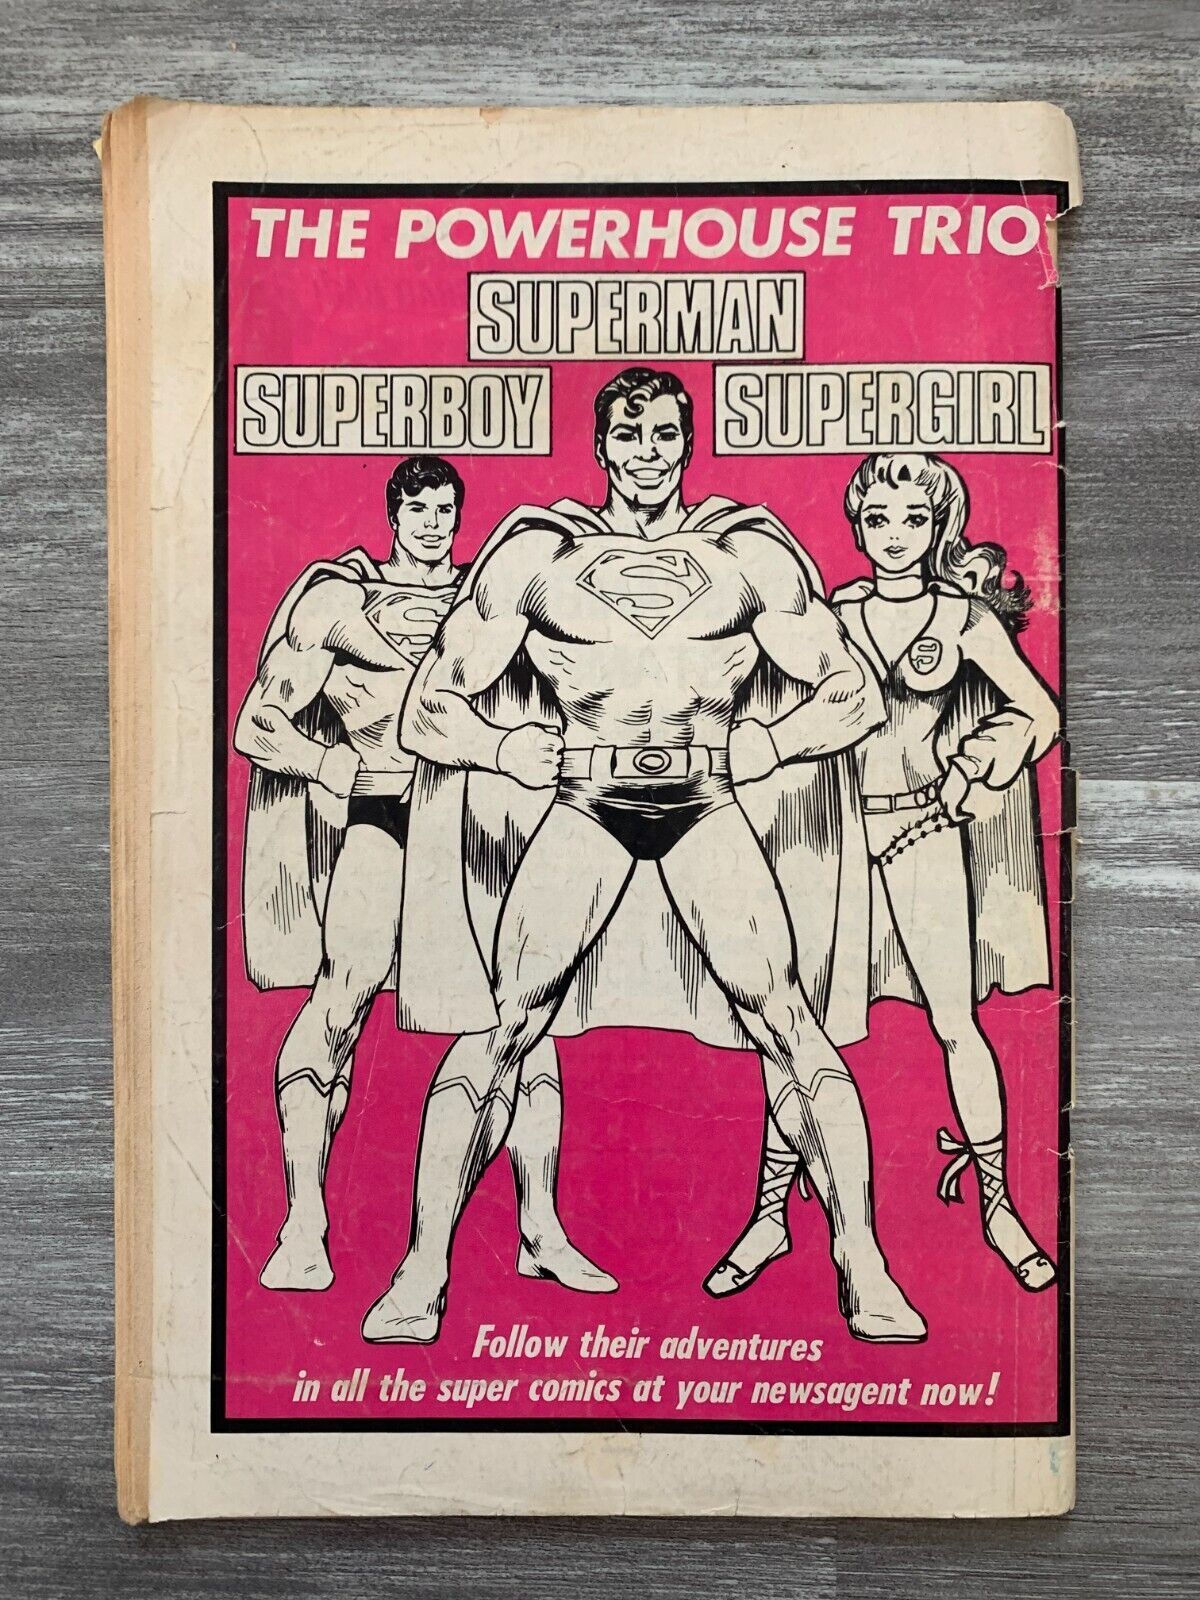 THE POWERHOUSE TRIO
SUPERMAN
SUPERBOY
SUPERGIRL
S
S
S
Follow their adventures
in all the super comics at your newsagent now!